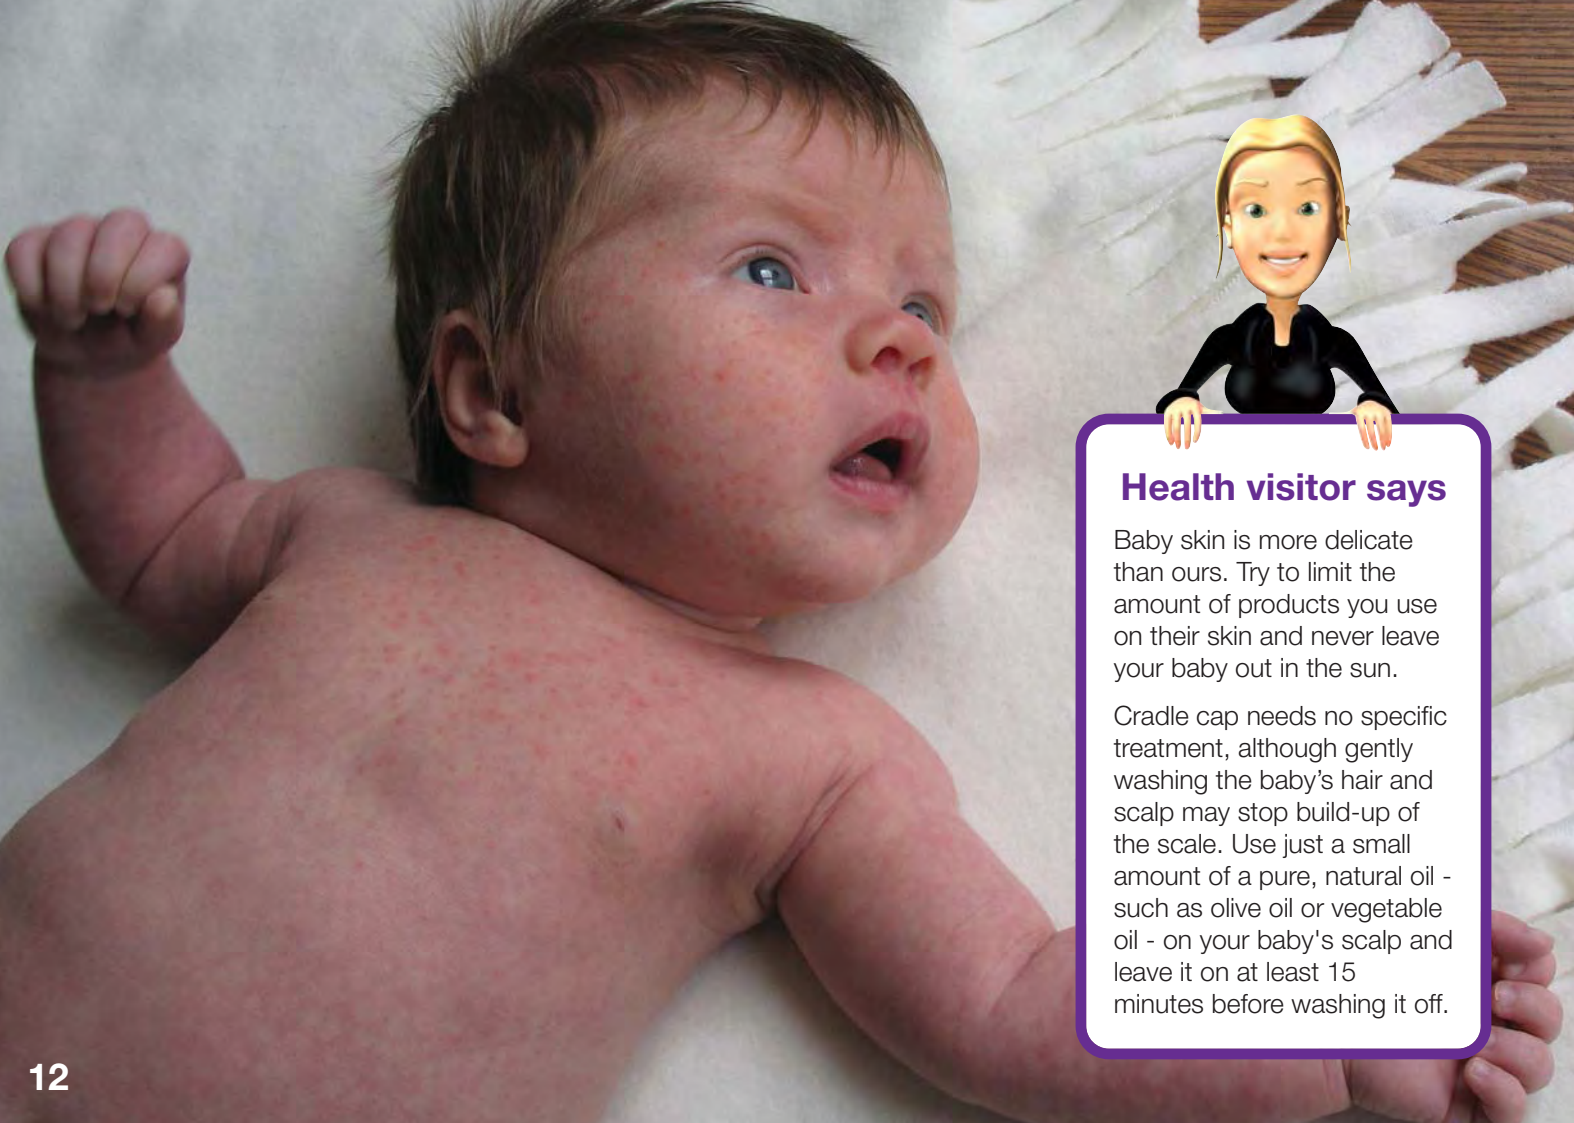 Health visitor says
Baby skin is more delicate
than ours. Try to limit the
amount of products you use
on their skin and never leave
your baby out in the sun.
Cradle cap needs no specific
treatment, although gently
washing the baby’s hair and
scalp may stop build-up of
the scale. Use just a small
amount of a pure, natural oil -
such as olive oil or vegetable
oil - on your baby's scalp and
leave it on at least 15
minutes before washing it off.
12